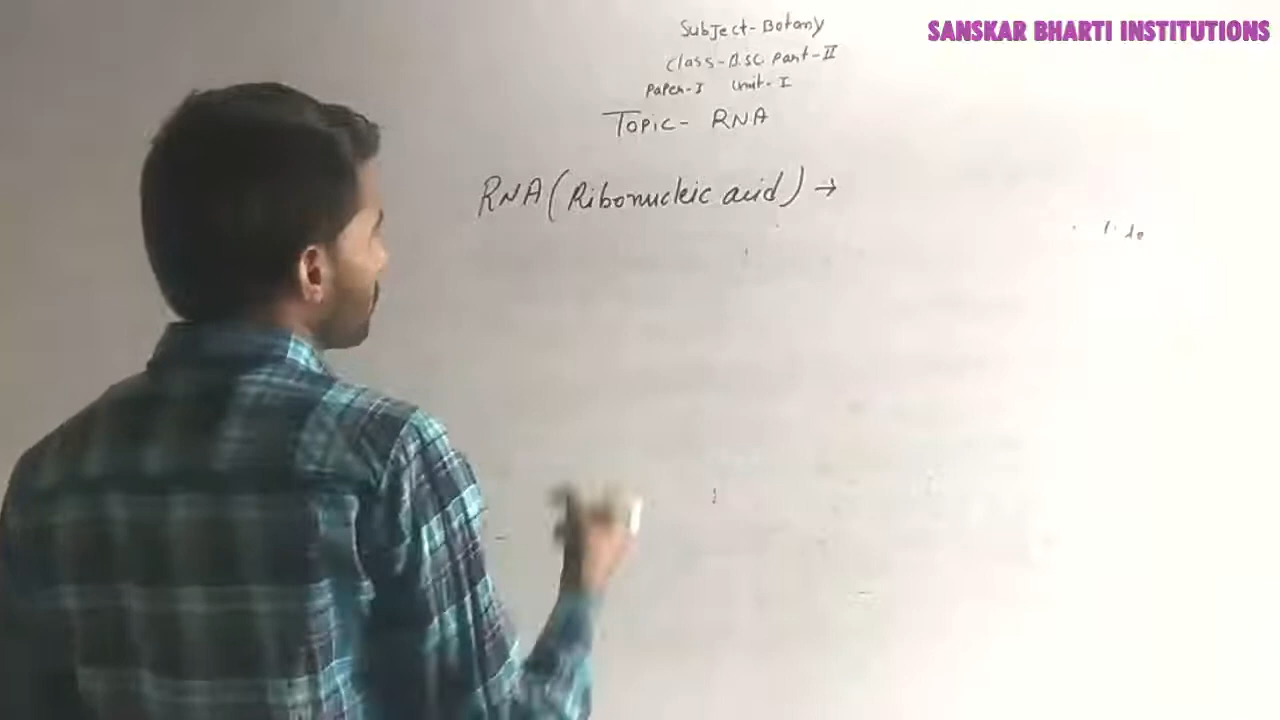 SANSKAR BHARTI INSTITUTIONS
Subject-Botany
Class-B.Sc. Part-II
Paper-I Unit-I
Topic- RNA
RNA (Ribonucleic acid) →